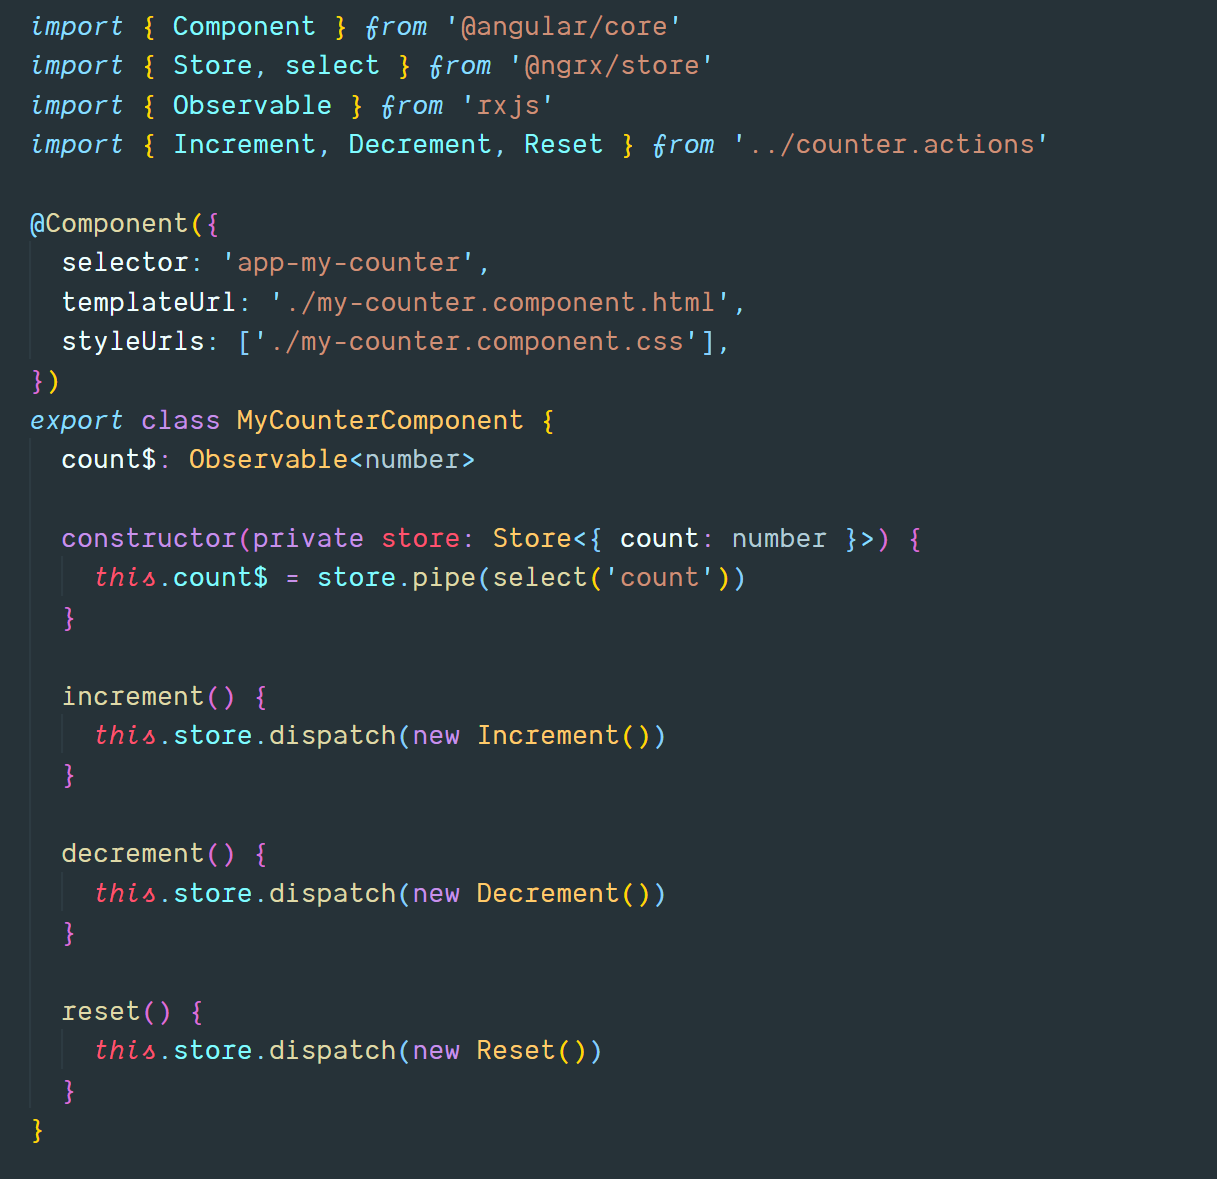 import { Component } from '@angular/core'
import { Store, select } from '@ngrx/store'
import { Observable } from 'rxjs'
import { Increment, Decrement, Reset } from '../counter.actions'

@Component({
  selector: 'app-my-counter',
  templateUrl: './my-counter.component.html',
  styleUrls: ['./my-counter.component.css'],
})
export class MyCounterComponent {
  count$: Observable<number>

  constructor(private store: Store<{ count: number }>) {
    this.count$ = store.pipe(select('count'))
  }

  increment() {
    this.store.dispatch(new Increment())
  }

  decrement() {
    this.store.dispatch(new Decrement())
  }

  reset() {
    this.store.dispatch(new Reset())
  }
}